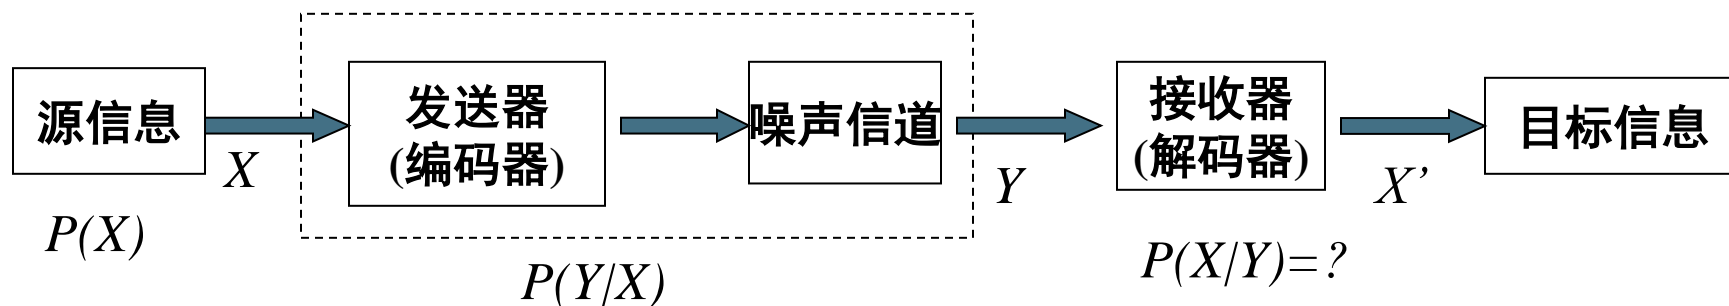 源信息
X
P(X)
发送器
(编码器)
噪声信道
P(Y/X)
Y
接收器
(解码器)
P(X/Y)=?
X’
目标信息